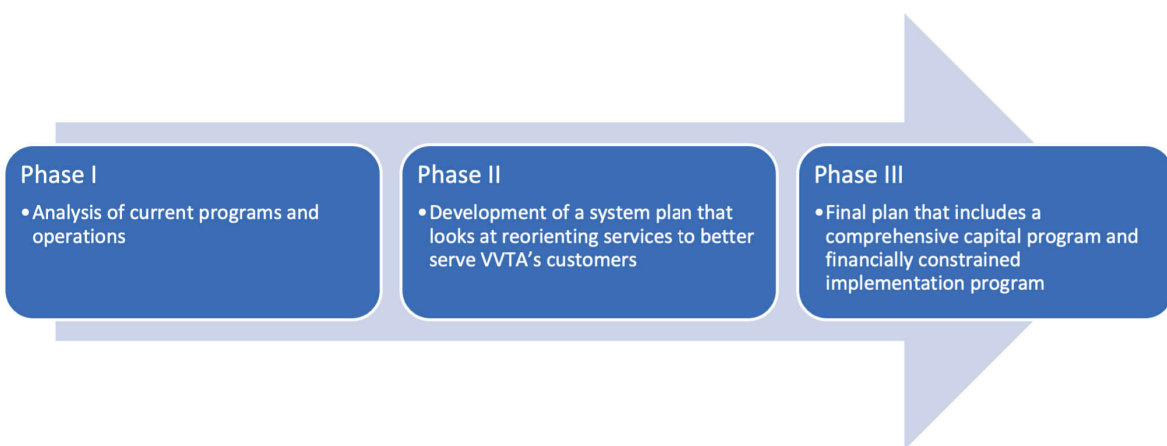 Phase I
•Analysis of current programs and
operations
Phase II
•Development of a system plan that
looks at reorienting services to better
serve VVTA's customers
Phase III
•Final plan that includes a
comprehensive capital program and
financially constrained
implementation program